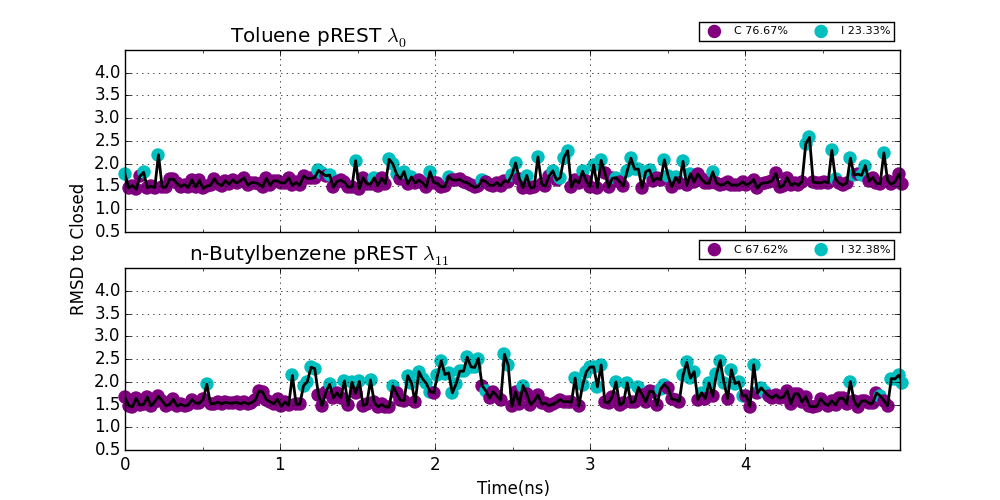 Toluene pREST λ0
C 76.67% I 23.33%
4.0
3.5
3.0
2.5
2.0
1.5
1.0
0.5
RMSD to Closed
n-Butylbenzene pREST λ11
C 67.62% I 32.38%
4.0
3.5
3.0
2.5
2.0
1.5
1.0
0.5
0 1 2 3 4
Time(ns)